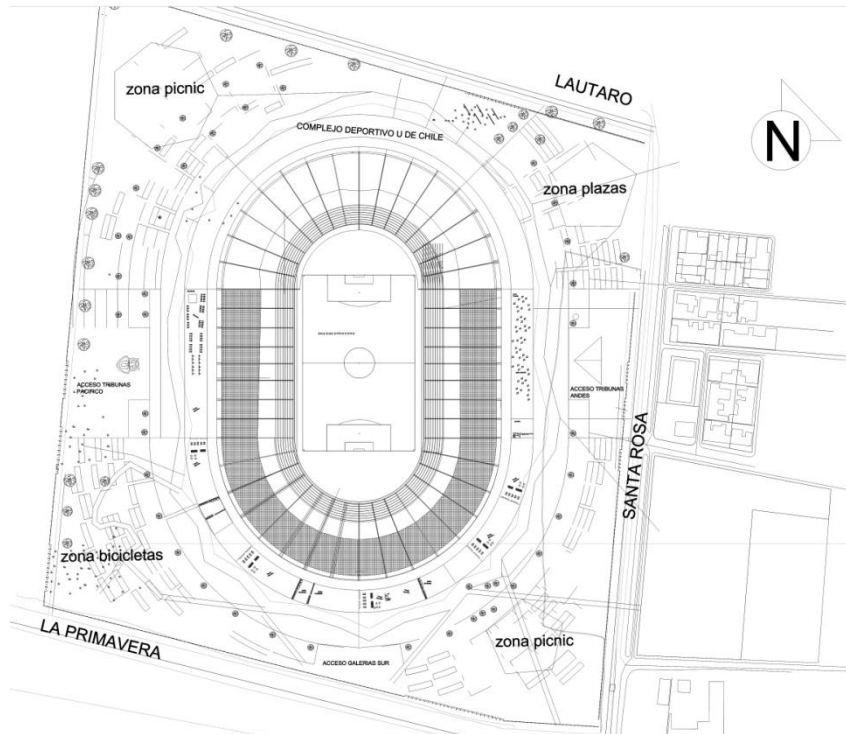 LAUTARO
zona picnic
COMPLEJO DEPORTIVO U DE CHILE
N
zona plazas
ACCESO TRIBUNAS
PACIFICO
ACCESO TRIBUNAS
ANDES
SANTA ROSA
zona bicicletas
LA PRIMAVERA
zona picnic
ACCESO GALERIAS SUR